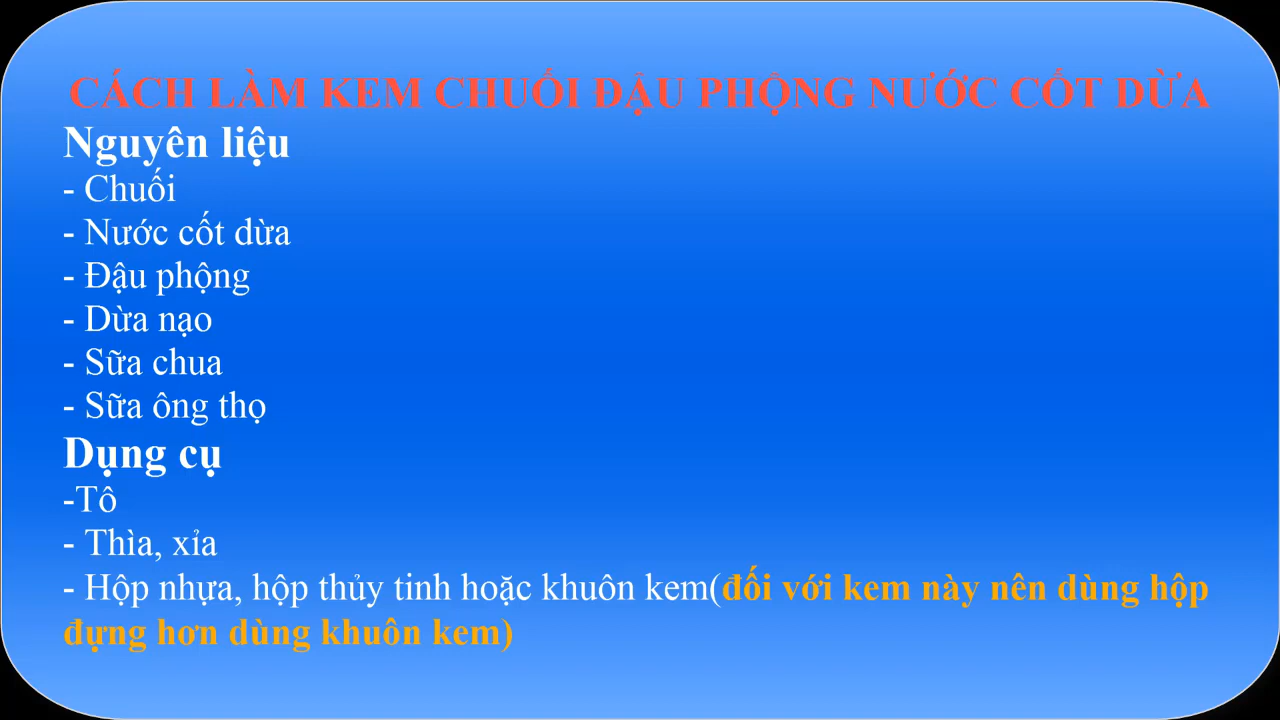 CÁCH LÀM KEM CHUỐI ĐẬU PHỘNG NƯỚC CỐT DỪA
Nguyên liệu
- Chuối
- Nước cốt dừa
- Đậu phộng
- Dừa nạo
- Sữa chua
- Sữa ông thọ
Dụng cụ
-Tô
- Thìa, xỉa
- Hộp nhựa, hộp thủy tinh hoặc khuôn kem(đối với kem này nên dùng hộp
đựng hơn dùng khuôn kem)